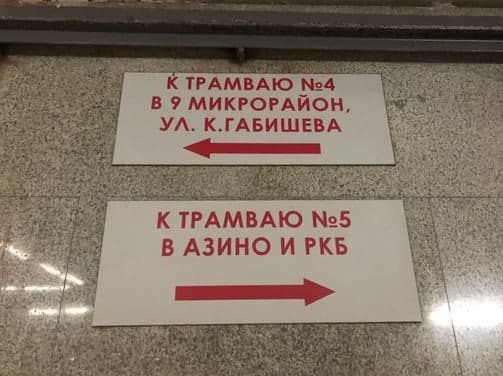 К ТРАМВАЮ №4
В 9 МИКРОРАЙОН,
УЛ. К.ГАБИШЕВА
К ТРАМВАЮ №5
В АЗИНО И РКБ